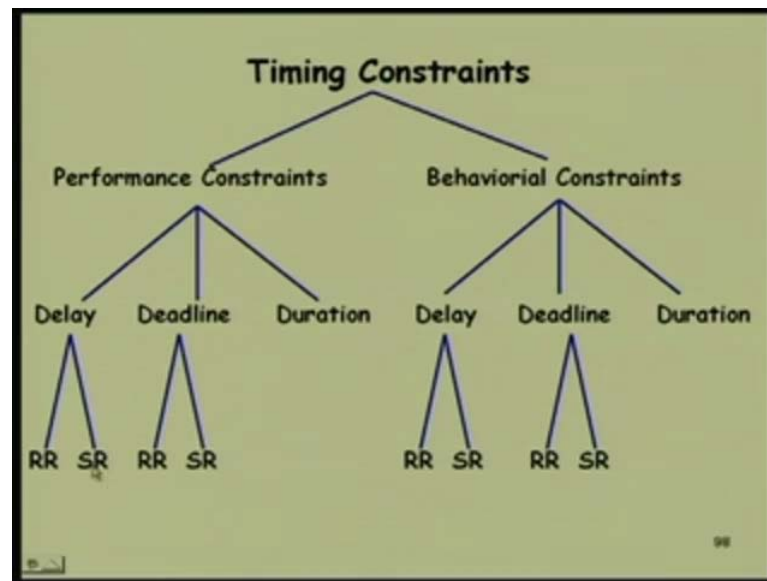 Timing Constraints
Performance Constraints Behaviorial Constraints
Delay Deadline Duration Delay Deadline Duration
RR SR RR SR RR SR RR SR
98